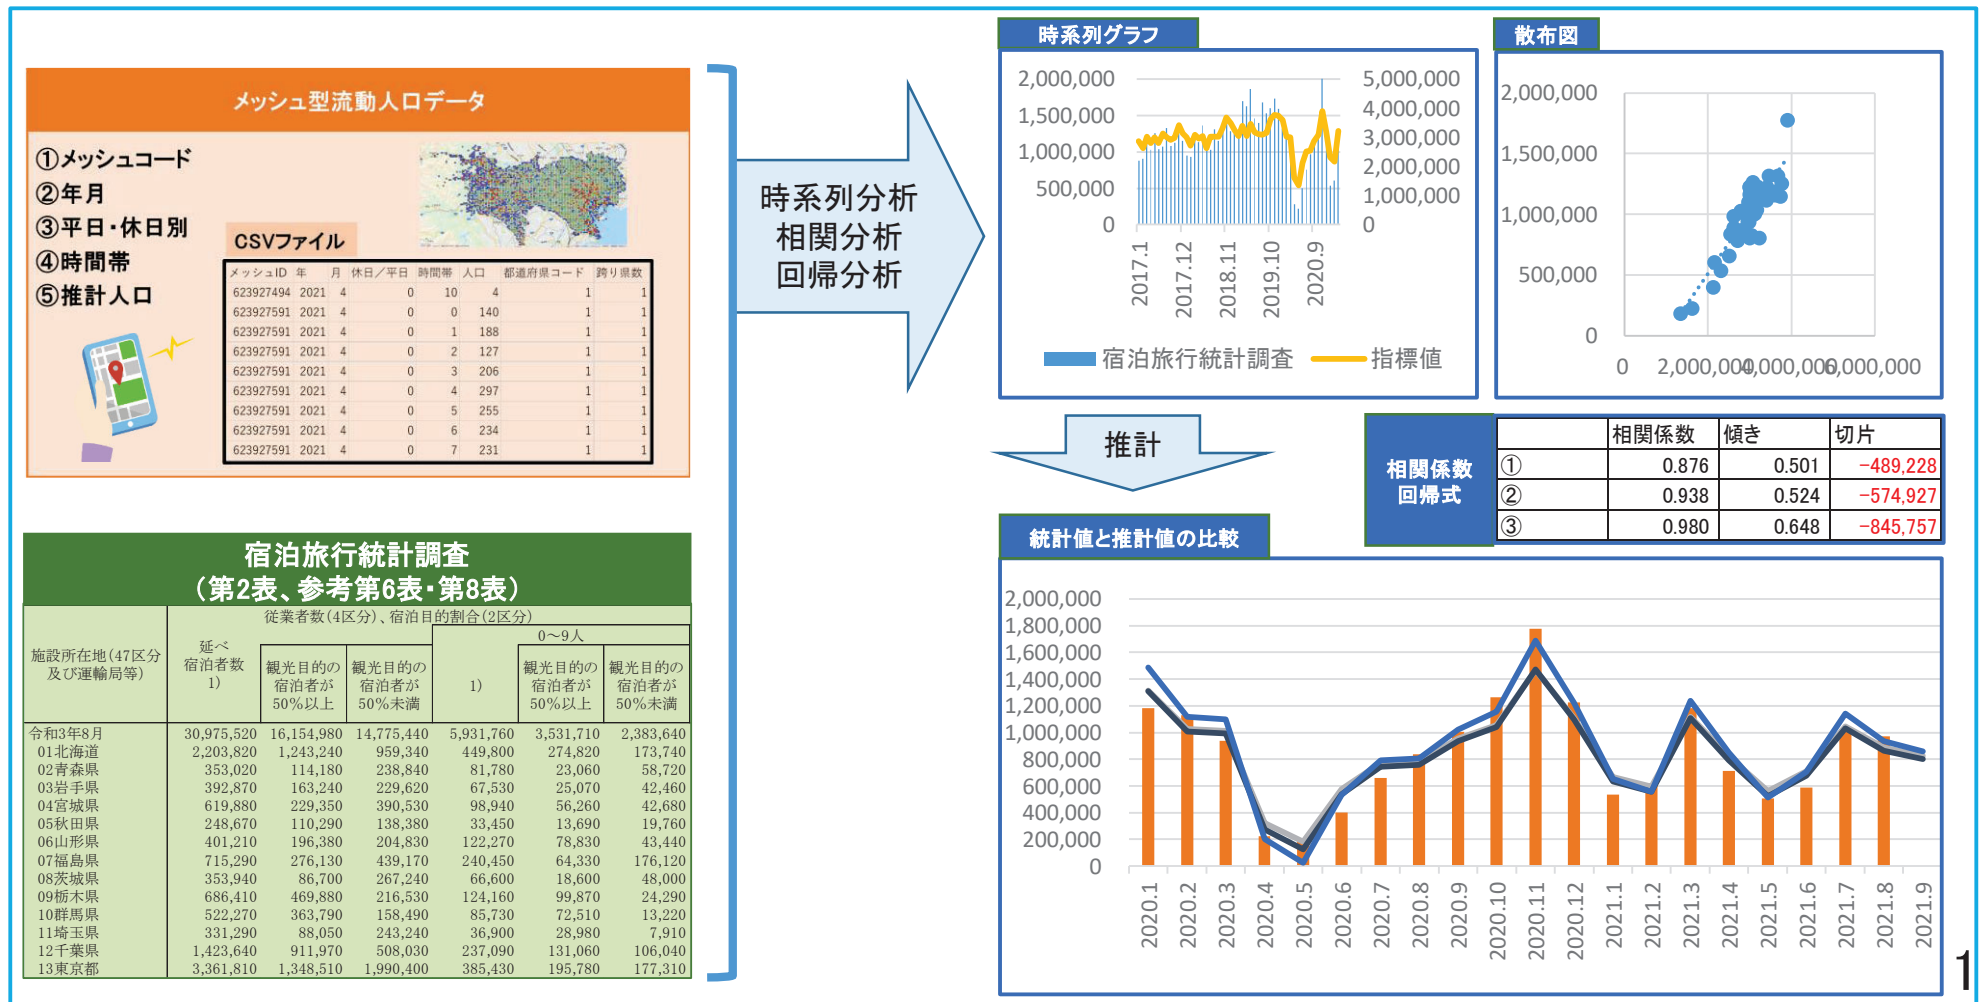 メッシュ型流動人口データ
①メッシュコード
②年月
③平日・休日別
④時間帯
⑤推計人口
CSVファイル
メッシュID 年 月 休日／平日 時間帯 人口 都道府県コード 跨り県数
623927494 2021 4 0 10 4 1 1
623927591 2021 4 0 0 140 1 1
623927591 2021 4 0 1 188 1 1
623927591 2021 4 0 2 127 1 1
623927591 2021 4 0 3 206 1 1
623927591 2021 4 0 4 297 1 1
623927591 2021 4 0 5 255 1 1
623927591 2021 4 0 6 234 1 1
623927591 2021 4 0 7 231 1 1
宿泊旅行統計調査
（第2表、参考第6表・第8表）
従業者数(4区分)、宿泊目的割合(2区分)
0～9人
施設所在地(47区分
及び運輸局等)
延べ
宿泊者数
1)
観光目的の
宿泊者が
50%以上
観光目的の
宿泊者が
50%未満
1)
観光目的の
宿泊者が
50%以上
観光目的の
宿泊者が
50%未満
令和3年8月 30,975,520 16,154,980 14,775,440 5,931,760 3,531,710 2,383,640
01北海道 2,203,820 1,243,240 959,340 449,800 274,820 173,740
02青森県 353,020 114,180 238,840 81,780 23,060 58,720
03岩手県 392,870 163,240 229,620 67,530 25,070 42,460
04宮城県 619,880 229,350 390,530 98,940 56,260 42,680
05秋田県 248,670 110,290 138,380 33,450 13,690 19,760
06山形県 401,210 196,380 204,830 122,270 78,830 43,440
07福島県 715,290 276,130 439,170 240,450 64,330 176,120
08茨城県 353,940 86,700 267,240 66,600 18,600 48,000
09栃木県 686,410 469,880 216,530 124,160 99,870 24,290
10群馬県 522,270 363,790 158,490 85,730 72,510 13,220
11埼玉県 331,290 88,050 243,240 36,900 28,980 7,910
12千葉県 1,423,640 911,970 508,030 237,090 131,060 106,040
13東京都 3,361,810 1,348,510 1,990,400 385,430 195,780 177,310
時系列分析
相関分析
回帰分析
時系列グラフ
2,000,000
1,500,000
1,000,000
500,000
0
5,000,000
4,000,000
3,000,000
2,000,000
1,000,000
0
2017.1
2017.12
2018.11
2019.10
2020.9
宿泊旅行統計調査 指標値
散布図
2,000,000
1,500,000
1,000,000
500,000
0
0 2,000,000 4,000,000 6,000,000
推計
相関係数
回帰式
相関係数 傾き 切片
① 0.876 0.501 -489,228
② 0.938 0.524 -574,927
③ 0.980 0.648 -845,757
統計値と推計値の比較
2,000,000
1,800,000
1,600,000
1,400,000
1,200,000
1,000,000
800,000
600,000
400,000
200,000
0
2020.1
2020.2
2020.3
2020.4
2020.5
2020.6
2020.7
2020.8
2020.9
2020.10
2020.11
2020.12
2021.1
2021.2
2021.3
2021.4
2021.5
2021.6
2021.7
2021.8
2021.9
1